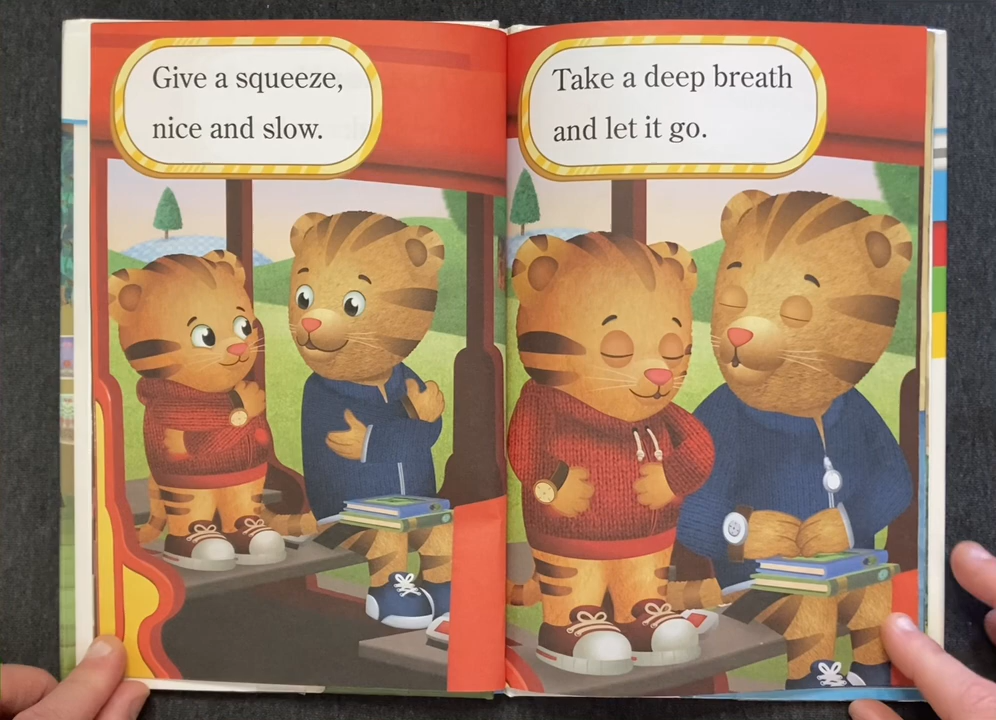 Give a squeeze,
nice and slow.
Take a deep breath
and let it go.